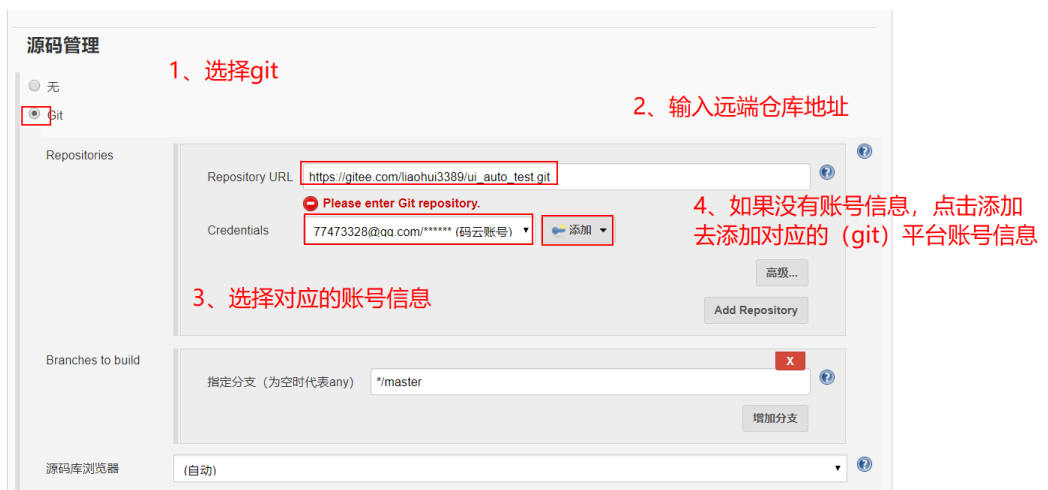 源码管理
1、选择git
无
Git
2、输入远端仓库地址
Repositories
Repository URL
https://gitee.com/liaohui3389/ui_auto_test.git
Please enter Git repository.
Credentials
77473328@qq.com/****** (码云账号)
添加
4、如果没有账号信息，点击添加
去添加对应的（git）平台账号信息
3、选择对应的账号信息
高级...
Add Repository
Branches to build
X
指定分支（为空时代表any）
*/master
增加分支
源码库浏览器
(自动)